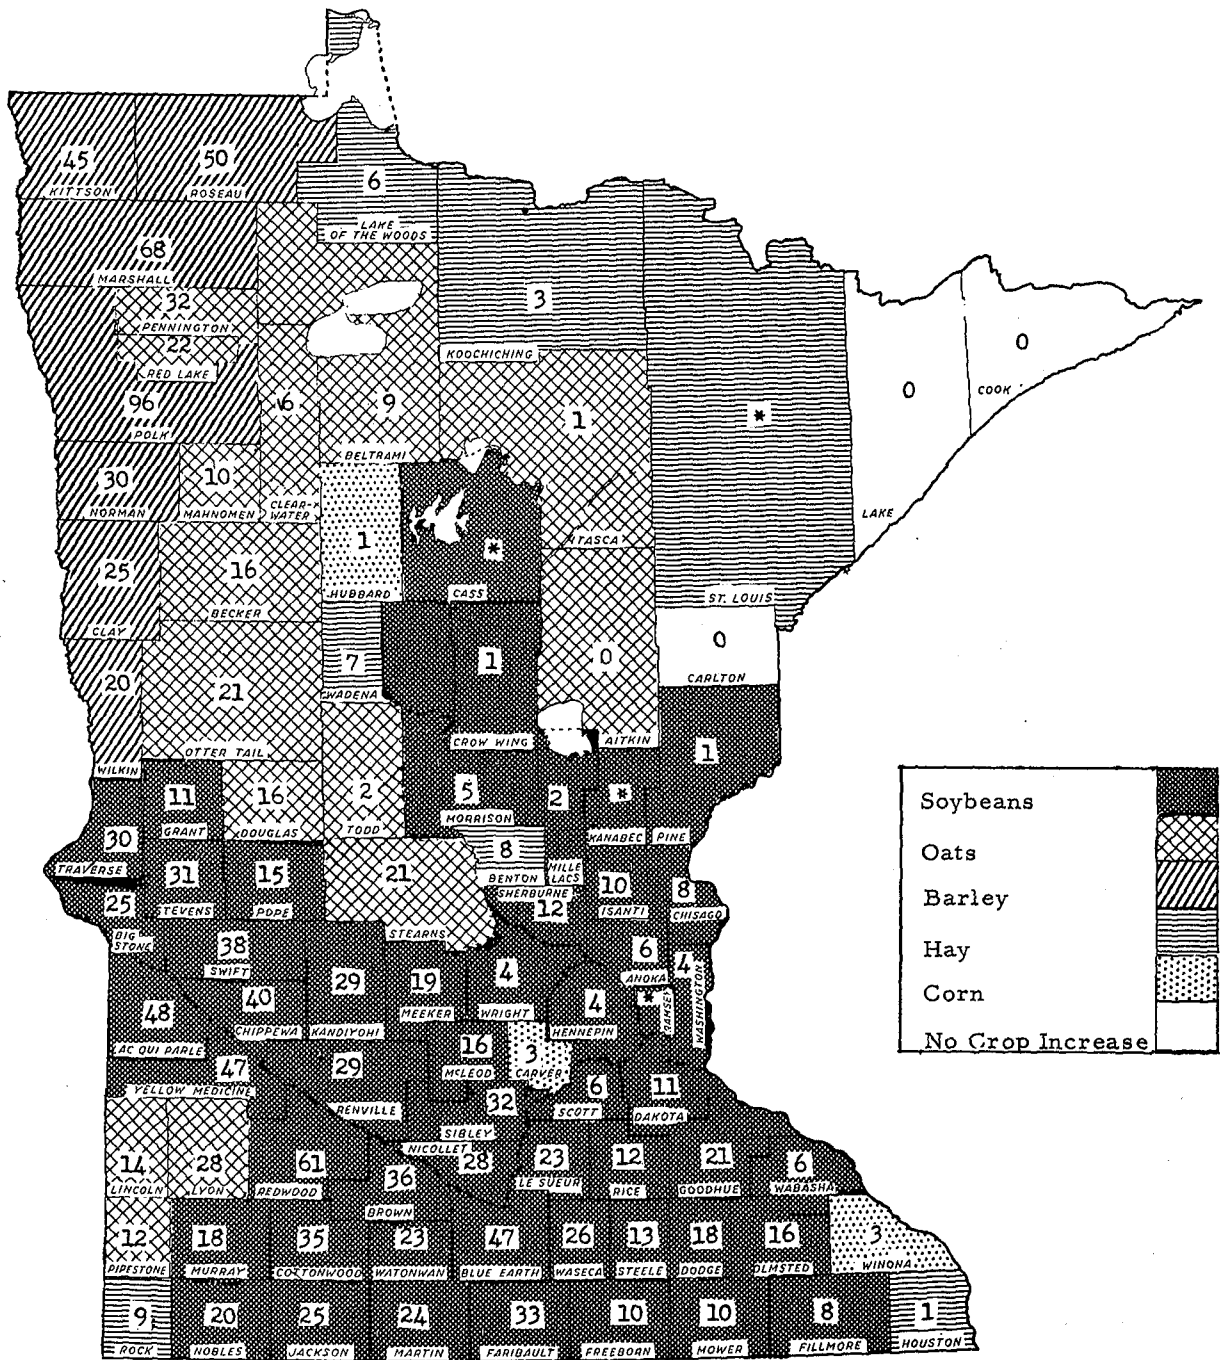 45
50
KITTSON
ROSEAU
6
LAKE
OF THE WOODS
68
MARSHALL
32
PENNINGTON
22
RED LAKE
3
KOOCHICHING
0
COOK
0
LAKE
96
POLK
6
9
BELTRAMI
1
ITASCA
*
ST. LOUIS
30
NORMAN
10
MAHNOMEN
CLEAR-
WATER
1
HUBBARD
*
CASS
25
CLAY
16
BECKER
7
WADENA
1
CROW WING
0
AITKIN
0
CARLTON
20
WILKIN
21
OTTER TAIL
1
PINE
11
GRANT
16
DOUGLAS
2
TODD
5
MORRISON
2
MILLE
LACS
*
KANABEC
30
TRAVERSE
31
STEVENS
15
POPE
21
STEARNS
8
BENTON
SHERBURNE
12
10
ISANTI
8
CHISAGO
25
BIG
STONE
38
SWIFT
6
ANOKA
4
WASHINGTON
*
RAMSEY
48
LAC QUI PARLE
40
CHIPPEWA
29
KANDIYOHI
19
MEEKER
4
WRIGHT
4
HENNEPIN
47
YELLOW MEDICINE
29
RENVILLE
16
McLEOD
3
CARVER
6
SCOTT
11
DAKOTA
32
SIBLEY
NICOLLET
28
14
LINCOLN
28
LYON
61
REDWOOD
36
BROWN
23
LE SUEUR
12
RICE
21
GOODHUE
6
WABASHA
12
PIPESTONE
18
MURRAY
35
COTTONWOOD
23
WATONWAN
47
BLUE EARTH
26
WASECA
13
STEELE
18
DODGE
16
OLMSTED
3
WINONA
9
ROCK
20
NOBLES
25
JACKSON
24
MARTIN
33
FARIBAULT
10
FREEBORN
10
MOWER
8
FILLMORE
1
HOUSTON
Soybeans
Oats
Barley
Hay
Corn
No Crop Increase